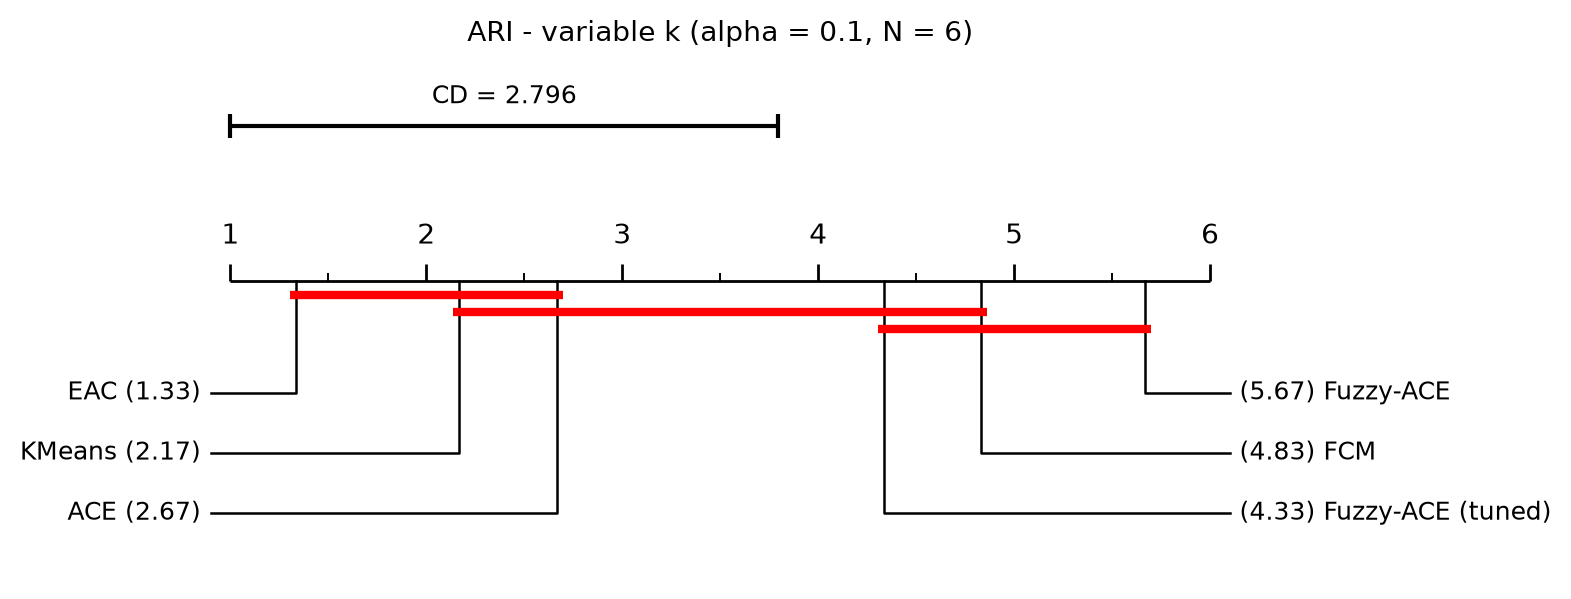 ARI - variable k (alpha = 0.1, N = 6)
CD = 2.796
1 2 3 4 5 6
EAC (1.33)
(5.67) Fuzzy-ACE
KMeans (2.17)
(4.83) FCM
ACE (2.67)
(4.33) Fuzzy-ACE (tuned)